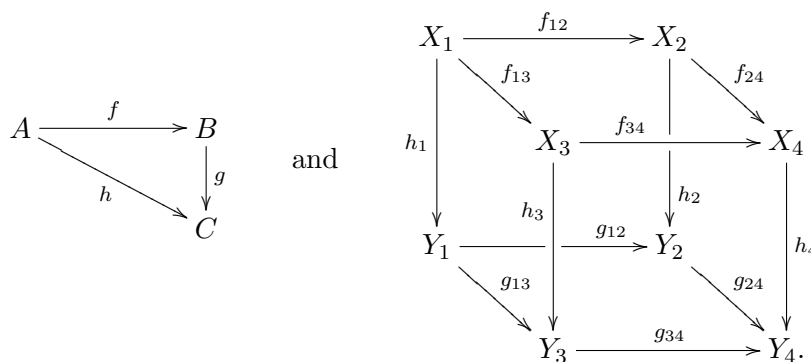 f₁₂
X₁ X₂
f₁₃ f₂₄
f
A B
h₁ f₃₄
and X₃ X₄
g
h
h₃ h₂
C
Y₁ g₁₂ Y₂ h₄
g₁₃ g₂₄
g₃₄
Y₃ Y₄.